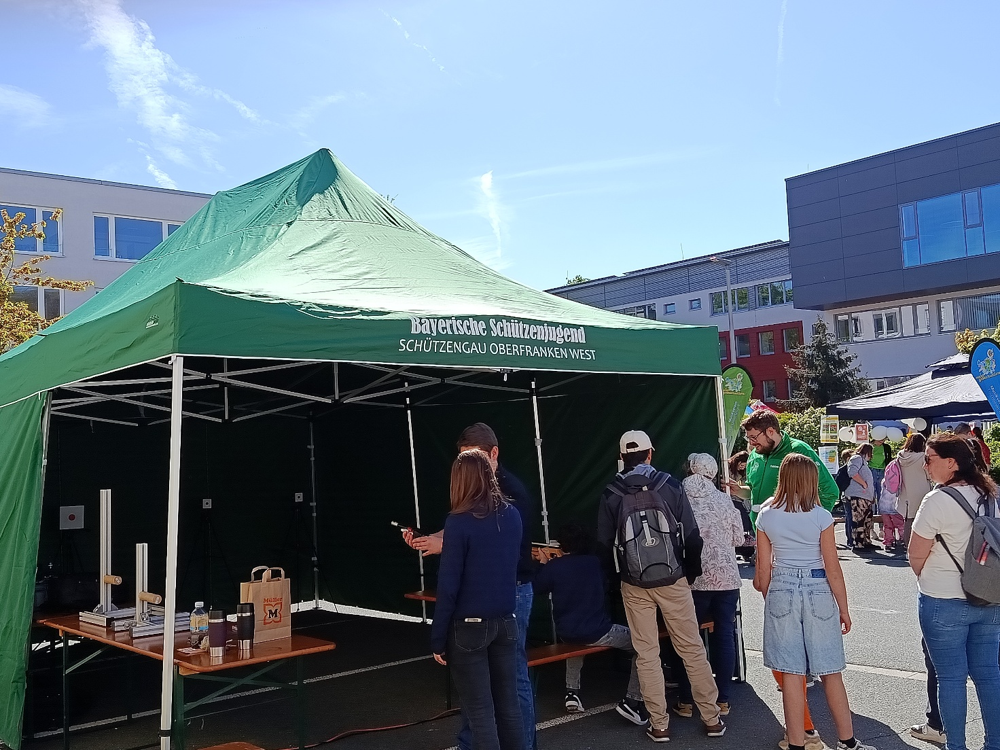 Bayerische Schützenjugend
SCHÜTZENGAU OBERFRANKEN WEST
Müller
M